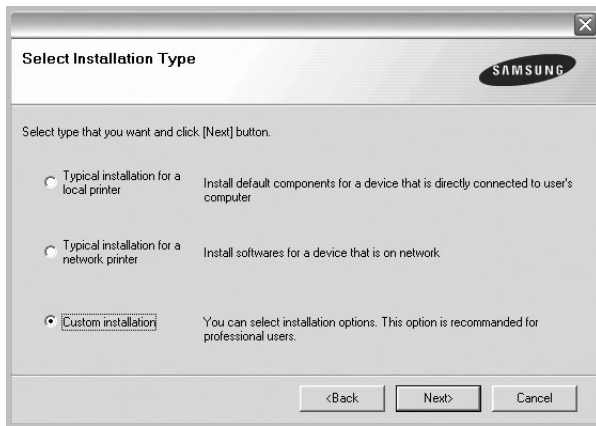 Select Installation Type
SAMSUNG
Select type that you want and click [Next] button.
Typical installation for a
local printer
Install default components for a device that is directly connected to user's
computer
Typical installation for a
network printer
Install softwares for a device that is on network
Custom installation
You can select installation options. This option is recommanded for
professional users.
<Back
Next>
Cancel